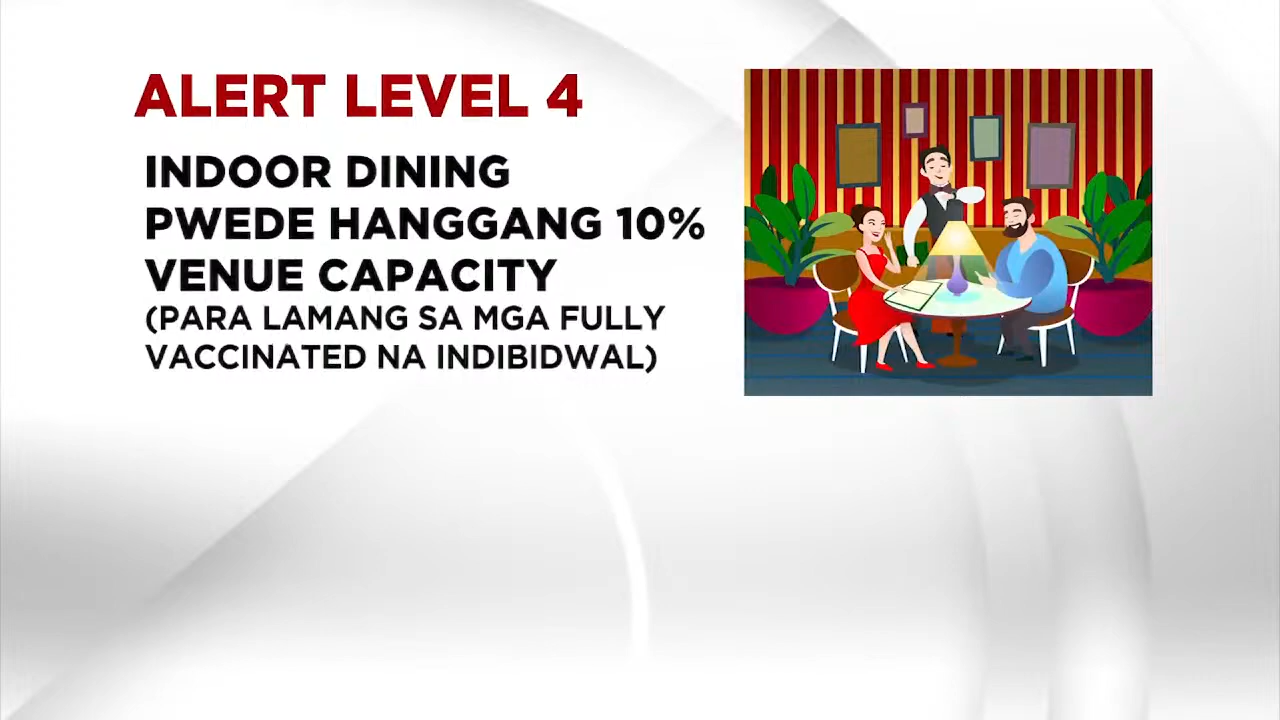 ALERT LEVEL 4
INDOOR DINING
PWEDE HANGGANG 10%
VENUE CAPACITY
(PARA LAMANG SA MGA FULLY
VACCINATED NA INDIBIDWAL)